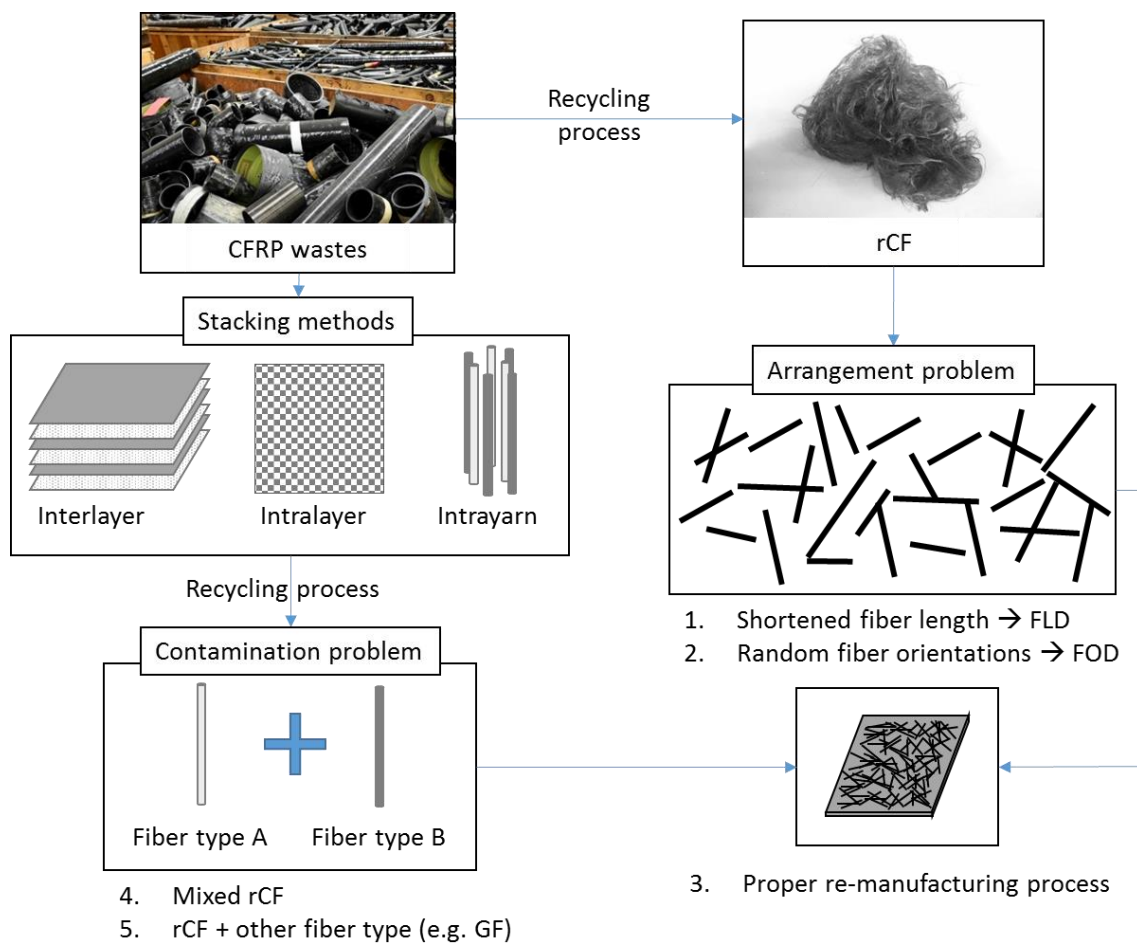 Recycling
process
CFRP wastes
rCF
Stacking methods
Interlayer
Intralayer
Intrayarn
Arrangement problem
1. Shortened fiber length → FLD
2. Random fiber orientations → FOD
Recycling process
Contamination problem
Fiber type A
Fiber type B
4. Mixed rCF
5. rCF + other fiber type (e.g. GF)
3. Proper re-manufacturing process